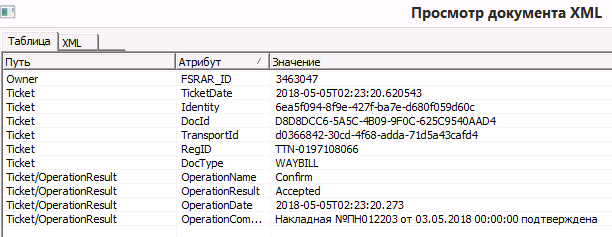 Просмотр документа XML
Таблица XML
Путь Атрибут Значение
Owner FSRAR_ID 3463047
Ticket TicketDate 2018-05-05T02:23:20.620543
Ticket Identity 6ea5f094-8f9e-427f-ba7e-d680f059d60c
Ticket DocId D8D8DCC6-5A5C-4B09-9F0C-625C9540AAD4
Ticket TransportId d0366842-30cd-4f68-adda-71d5a43cafd4
Ticket RegID TTN-0197108066
Ticket DocType WAYBILL
Ticket/OperationResult OperationName Confirm
Ticket/OperationResult OperationResult Accepted
Ticket/OperationResult OperationDate 2018-05-05T02:23:20.273
Ticket/OperationResult OperationCom... Накладная №ПН012203 от 03.05.2018 00:00:00 подтверждена